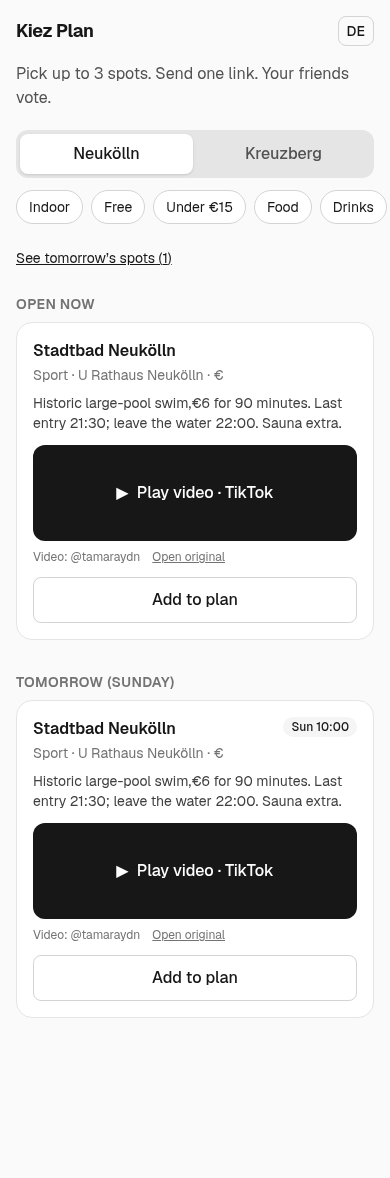 Kiez Plan
DE
Pick up to 3 spots. Send one link. Your friends
vote.
Neukölln
Kreuzberg
Indoor
Free
Under €15
Food
Drinks
See tomorrow's spots (1)
OPEN NOW
Stadtbad Neukölln
Sport · U Rathaus Neukölln · €
Historic large-pool swim,€6 for 90 minutes. Last
entry 21:30; leave the water 22:00. Sauna extra.
▶ Play video · TikTok
Video: @tamaraydn Open original
Add to plan
TOMORROW (SUNDAY)
Stadtbad Neukölln
Sun 10:00
Sport · U Rathaus Neukölln · €
Historic large-pool swim,€6 for 90 minutes. Last
entry 21:30; leave the water 22:00. Sauna extra.
▶ Play video · TikTok
Video: @tamaraydn Open original
Add to plan